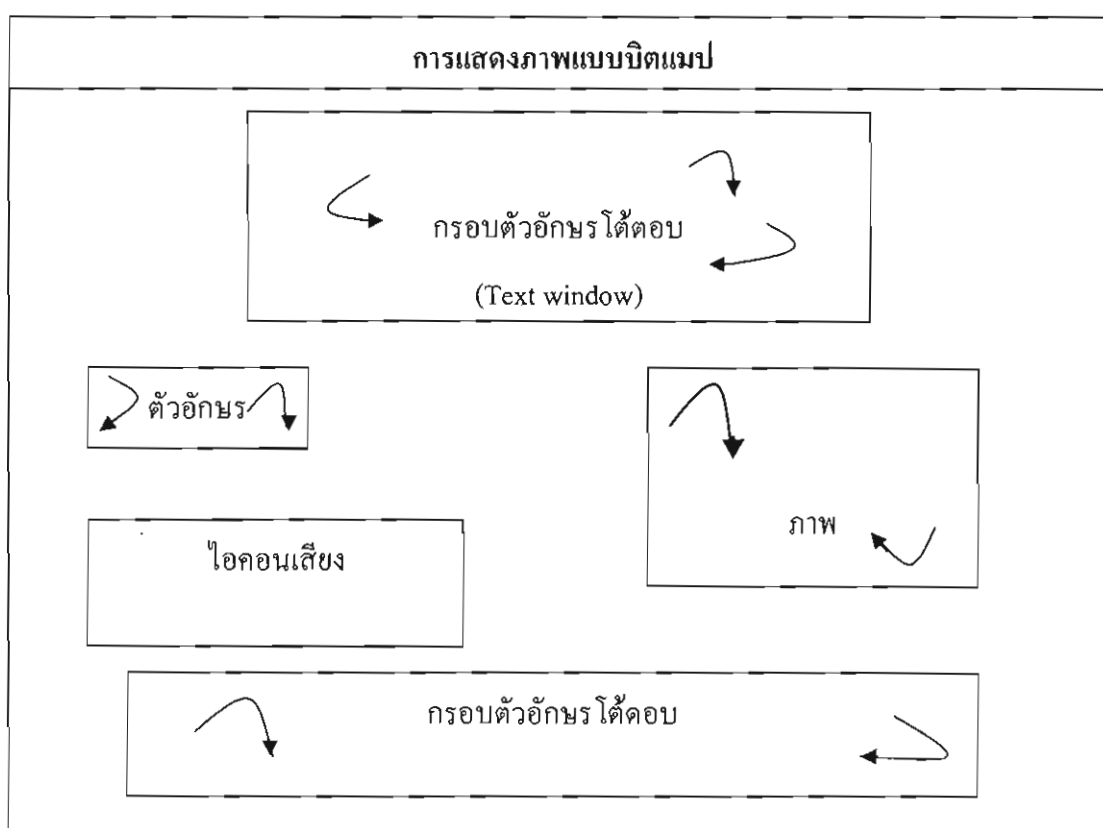 การแสดงภาพแบบบิตแมป
กรอบตัวอักษรโต้ตอบ
(Text window)
ตัวอักษร
ภาพ
ไอคอนเสียง
กรอบตัวอักษรโต้ตอบ